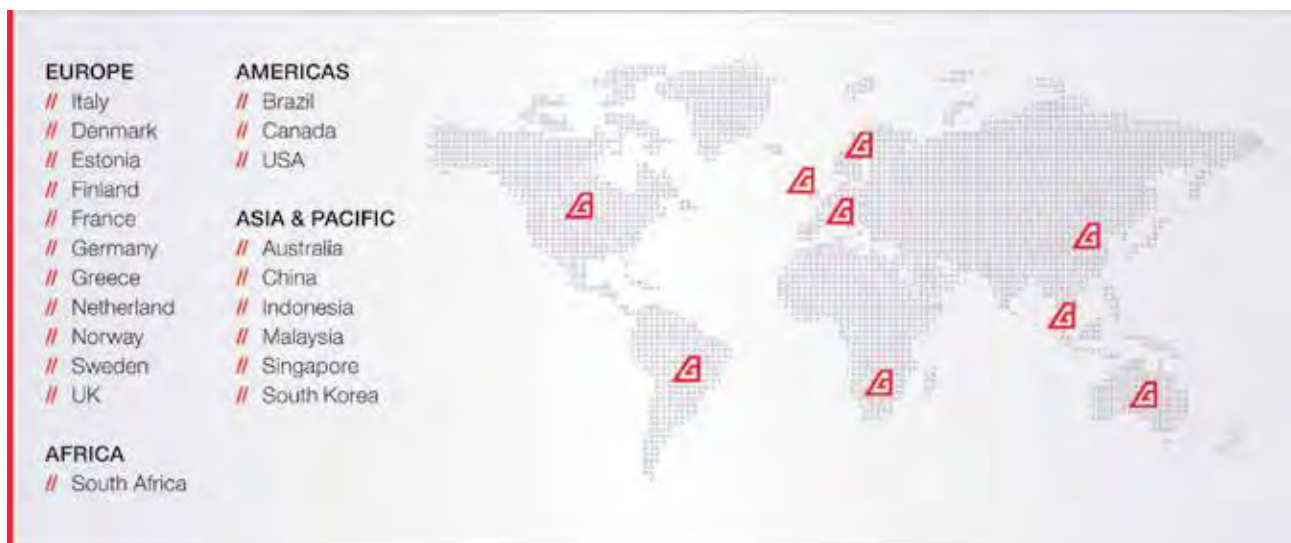 EUROPE
// Italy
// Denmark
// Estonia
// Finland
// France
// Germany
// Greece
// Netherland
// Norway
// Sweden
// UK
AFRICA
// South Africa
AMERICAS
// Brazil
// Canada
// USA
ASIA & PACIFIC
// Australia
// China
// Indonesia
// Malaysia
// Singapore
// South Korea